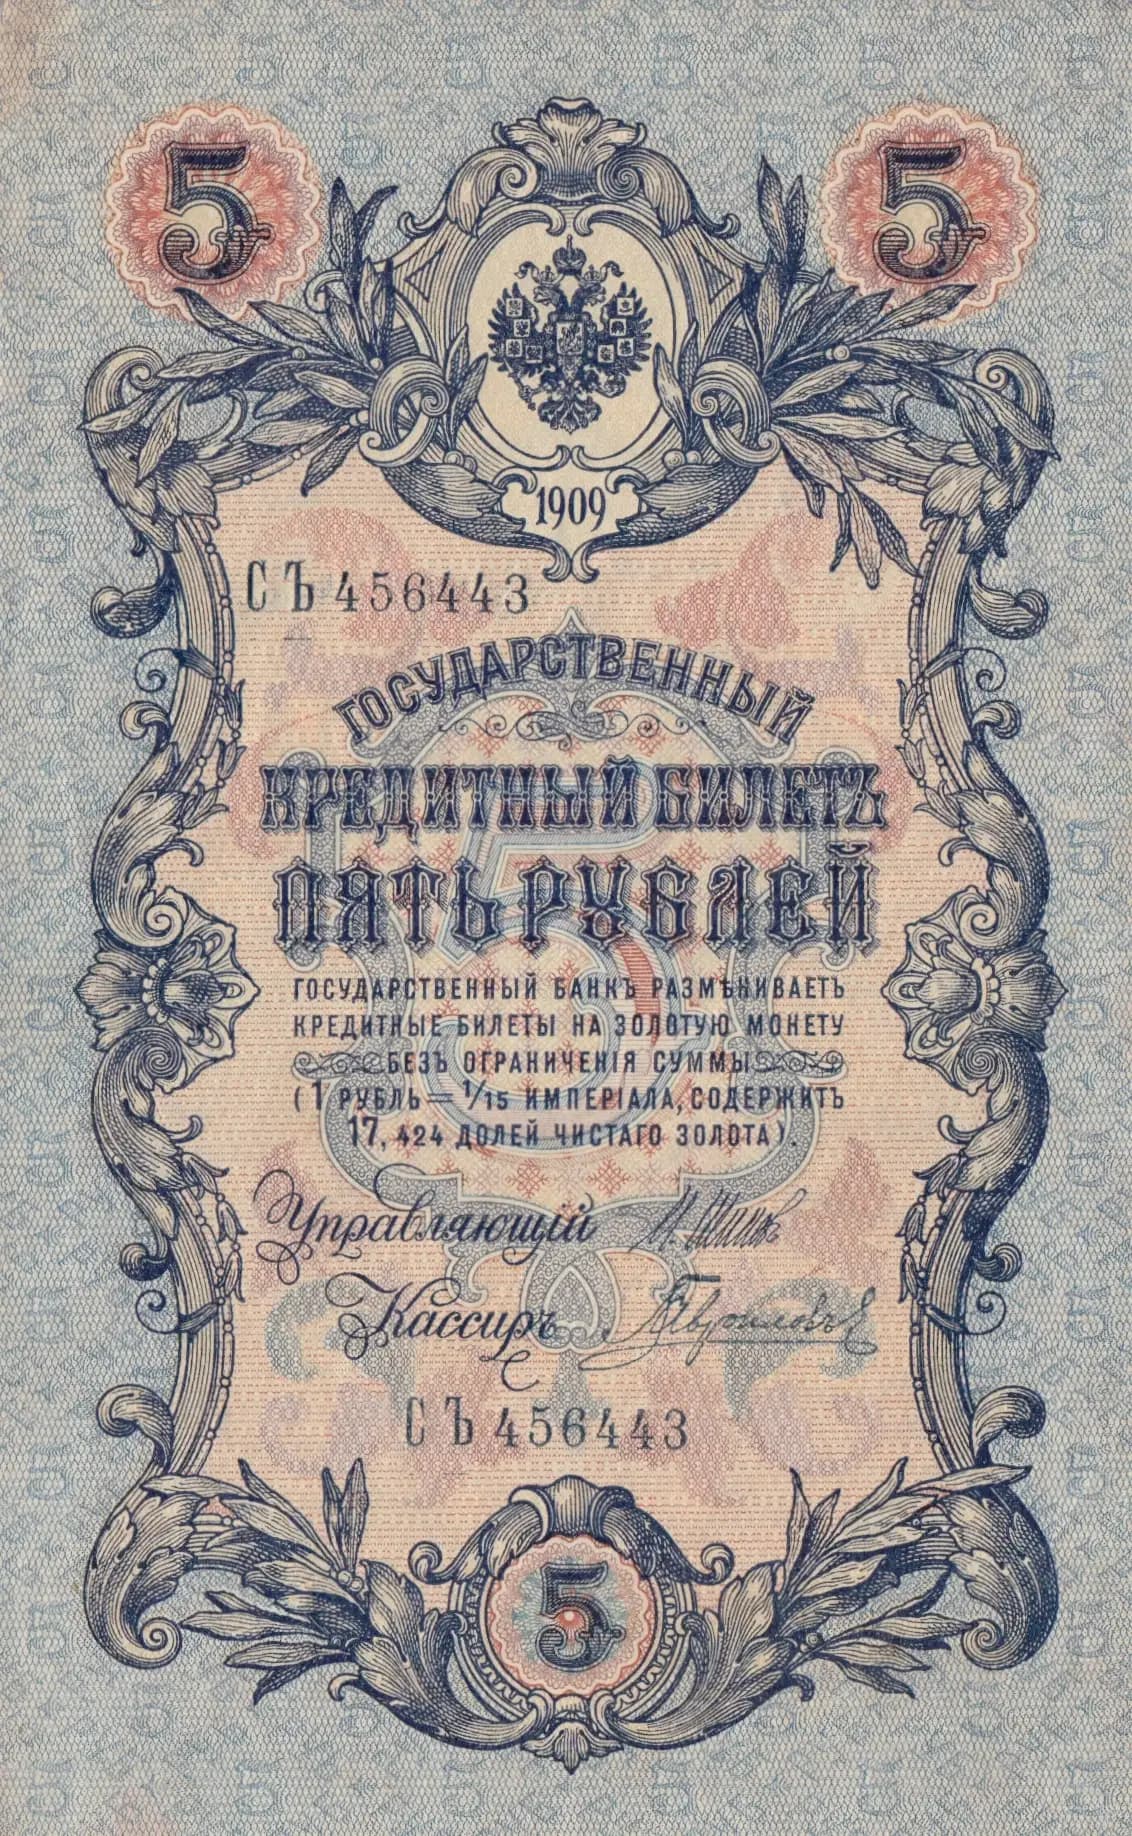 5 5
1909
СЪ 456443
ГОСУДАРСТВЕННЫЙ
КРЕДИТНЫЙ БИЛЕТЪ
ПЯТЬ РУБЛЕЙ
ГОСУДАРСТВЕННЫЙ БАНКЪ РАЗМѢНИВАЕТЪ
КРЕДИТНЫЕ БИЛЕТЫ НА ЗОЛОТУЮ МОНЕТУ
БЕЗЪ ОГРАНИЧЕНІЯ СУММЫ
(1 РУБЛЬ = 1/15 ИМПЕРІАЛА, СОДЕРЖИТЪ
17,424 ДОЛЕЙ ЧИСТАГО ЗОЛОТА).
Управляющій
Кассиръ
СЪ 456443
5